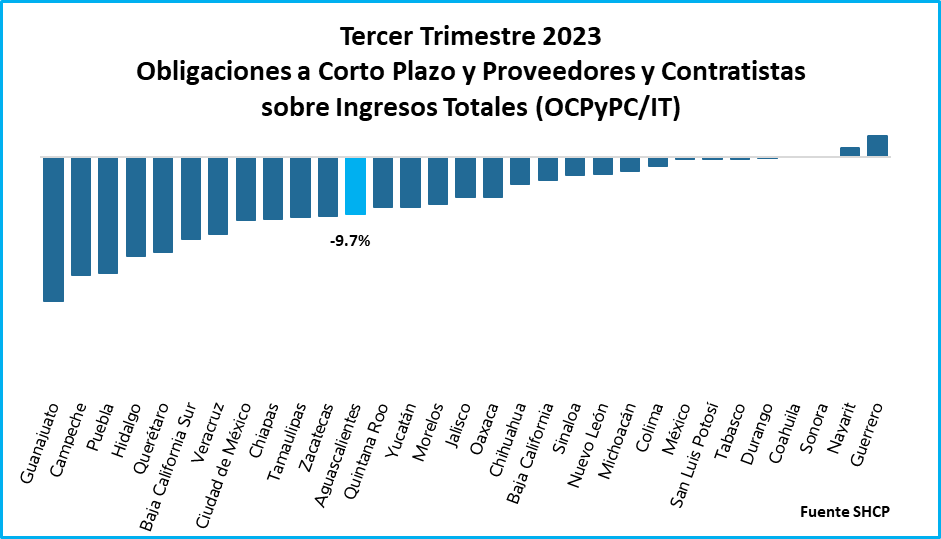 Tercer Trimestre 2023
Obligaciones a Corto Plazo y Proveedores y Contratistas
sobre Ingresos Totales (OCPyPC/IT)
-9.7%
Guanajuato
Campeche
Puebla
Hidalgo
Querétaro
Baja California Sur
Veracruz
Ciudad de México
Chiapas
Tamaulipas
Zacatecas
Aguascalientes
Quintana Roo
Yucatán
Morelos
Jalisco
Oaxaca
Chihuahua
Baja California
Sinaloa
Nuevo León
Michoacán
Colima
México
San Luis Potosí
Tabasco
Durango
Coahuila
Sonora
Nayarit
Guerrero
Fuente SHCP